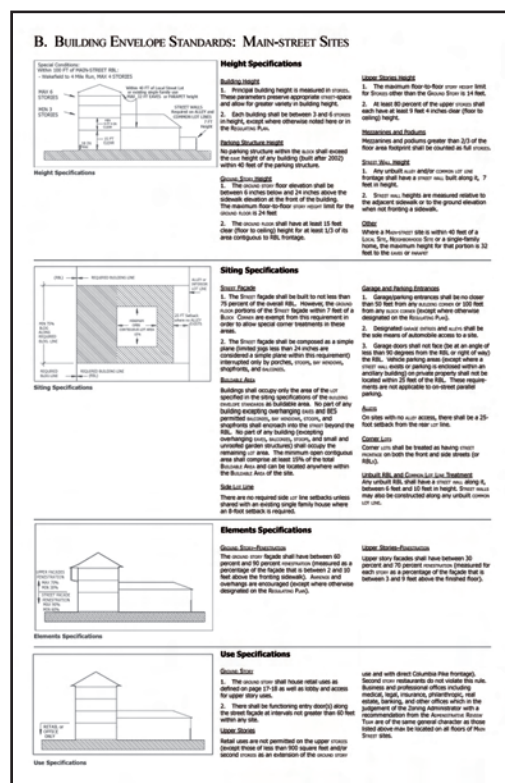 B. BUILDING ENVELOPE STANDARDS: MAIN-STREET SITES
Special Conditions:
Within 100 FT of MAIN-STREET RBL:
- Wakefield to 4 Mile Run, MAX 4 STORIES
MAX 6
STORIES
MIN 3
STORIES
Height Specifications
Height Specifications
Building Height
1. Principal building height is measured in STORIES.
These parameters preserve appropriate STREET-space
and allow for greater variety in building height.
2. Each building shall be between 3 and 6 STORIES
in height, except where otherwise noted here or in
the REGULATING PLAN.
Parking Structure Height
No parking structure within the BLOCK shall exceed
the EAVE height of any building (built after 2002)
within 40 feet of the parking structure.
Ground Story Height
1. The GROUND STORY floor elevation shall be
between 6 inches below and 24 inches above the
sidewalk elevation at the front of the building.
The maximum floor-to-floor STORY HEIGHT limit for the
GROUND FLOOR is 24 feet
2. The GROUND STORY shall have at least 15 feet
clear (floor to ceiling) height for at least 1/3 of its
area contiguous to RBL frontage.
Upper Stories Height
1. The maximum floor-to-floor STORY HEIGHT limit
for STORIES other than the GROUND STORY is 14 feet.
2. At least 80 percent of the UPPER STORIES shall
each have at least 9 feet 4 inches clear (floor to
ceiling) height.
Mezzanines and Podiums
Mezzanines and podiums greater than 2/3 of the
floor area footprint shall be counted as full STORIES.
Street Wall Height
1. Any unbuilt ALLEY and/or COMMON LOT LINE
frontage shall have a STREET WALL built along it, 7
feet in height.
2. STREET WALL heights are measured relative to
the adjacent sidewalk or to the ground elevation
when not fronting a sidewalk.
Other
Where a MAIN-STREET site is within 40 feet of a
LOCAL SITE, NEIGHBORHOOD SITE or a single-family
home, the maximum height for that portion is 32
feet to the EAVES or PARAPET
Siting Specifications
Siting Specifications
Street Façade
1. The STREET façade shall be built to not less than
75 percent of the overall RBL. However, the GROUND
FLOOR portions of the STREET façade within 7 feet of a
BLOCK CORNER are exempt from this requirement in
order to allow special corner treatments in these
areas.
2. The STREET façade shall be composed as a simple
plane (limited jogs less than 24 inches are
considered a simple plane within this requirement)
interrupted only by porches, STOOPS, BAY WINDOWS,
shopfronts, and BALCONIES.
Buildable Area
Buildings shall occupy only the area of the LOT
specified in the siting specifications of the BUILDING
ENVELOPE STANDARDS as buildable area. No part of any
building excepting overhanging EAVES and BES
permitted BALCONIES, BAY WINDOWS, STOOPS, and
shopfronts shall encroach into the STREET beyond the
RBL. No part of any building (excepting
overhanging EAVES, BALCONIES, STOOPS, and small and
unroofed garden structures) shall occupy the
remaining LOT area. The minimum open contiguous
area shall comprise at least 15% of the total
BUILDABLE AREA and can be located anywhere within
the BUILDABLE AREA of the site.
Side Lot Line
There are no required side LOT line setbacks unless
shared with an existing single family house where
an 8-foot setback is required.
Garage and Parking Entrances
1. Garage/parking entrances shall be no closer
than 50 feet from any BUILDING CORNER or 100 feet
from any BLOCK CORNER (except where otherwise
designated on the REGULATING PLAN).
2. Designated GARAGE ENTRIES and ALLEYS shall be
the sole means of automobile access to a site.
3. Garage doors shall not face (be at an angle of
less than 90 degrees from the RBL or right of way)
the RBL. Vehicle parking areas (except where a
STREET WALL exists or parking is enclosed within an
ancillary building) on private property shall not be
located within 25 feet of the RBL. These require-
ments are not applicable to on-street parallel
parking.
Alleys
On sites with no ALLEY access, there shall be a 25-
foot setback from the rear LOT line.
Corner Lots
Corner LOTS shall be treated as having STREET
FRONTAGE on both the front and side streets (or
RBLs).
Unbuilt RBL and Common Lot Line Treatment
Any unbuilt RBL shall have a STREET WALL along it,
between 6 feet and 10 feet in height. STREET WALLS
may also be constructed along any unbuilt COMMON
LOT LINE.
Elements Specifications
Elements Specifications
Ground Story–Fenestration
The GROUND STORY façade shall have between 60
percent and 90 percent FENESTRATION (measured as a
percentage of the façade that is between 2 and 10
feet above the fronting sidewalk). AWNINGS and
overhangs are encouraged (except where otherwise
designated on the REGULATING PLAN).
Upper Stories–Fenestration
Upper story facades shall have between 30
percent and 70 percent FENESTRATION (measured for
each STORY as a percentage of the façade that is
between 3 and 9 feet above the finished floor).
Use Specifications
RETAIL or
OFFICE
ONLY
Use Specifications
Ground Story
1. The GROUND STORY shall house retail uses as
defined on page 17-18 as well as lobby and access
for upper story uses.
2. There shall be functioning entry door(s) along
the street façade at intervals not greater than 60 feet
within any site.
Upper Stories
Retail uses are not permitted on the upper STORIES
(except those of less than 900 square feet and/or
second STORIES as an extension of the GROUND STORY
use and with direct Columbia Pike frontage).
Second STORY restaurants do not violate this rule.
Business and professional offices including
medical, legal, insurance, philanthropic, real
estate, banking, and other offices which in the
judgement of the Zoning Administrator with a
recommendation from the ADMINISTRATIVE REVIEW
TEAM are of the same general character as those
listed above may be located on all floors of MAIN
STREET sites.